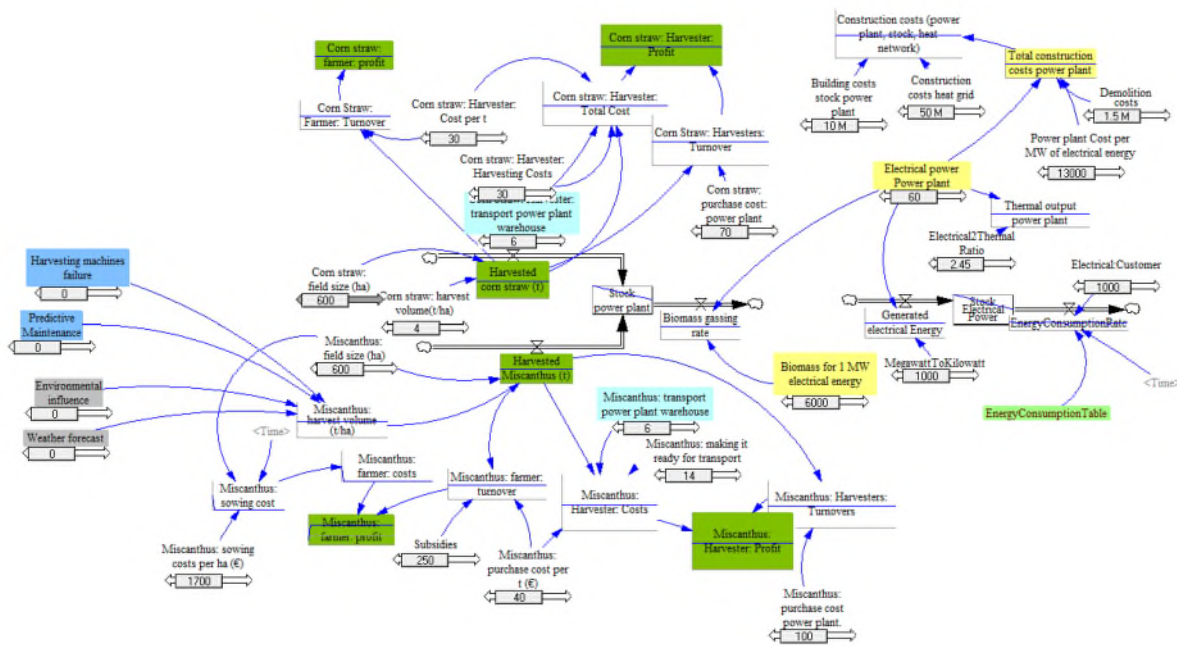 Corn straw:
farmer: profit
Corn Straw:
Farmer: Turnover
Corn straw: Harvester:
Cost per t
30
Corn straw: Harvester:
Harvesting Costs
30
transport power plant
warehouse
6
Corn straw: Harvester:
Profit
Corn straw: Harvester:
Total Cost
Corn Straw: Harvesters:
Turnover
Corn straw:
purchase cost:
power plant
70
Construction costs (power
plant, stock, heat
network)
Building costs
stock power
plant
10 M
Construction
costs heat grid
50 M
Total construction
costs power plant
Demolition
costs
1.5 M
Power plant Cost per
MW of electrical energy
13000
Electrical power
Power plant
60
Thermal output
power plant
Electrical2Thermal
Ratio
2.45
Electrical:Customer
1000
Harvesting machines
failure
0
Predictive
Maintenance
0
Environmental
influence
0
Weather forecast
0
Corn straw:
field size (ha)
600
Corn straw: harvest
volume(t/ha)
4
Harvested
corn straw (t)
Stock
power plant
Biomass gassing
rate
Generated
electrical Energy
Stock
Electrical
Power
EnergyConsumptionRate
MegawattToKilowatt
1000
<Time>
EnergyConsumptionTable
Biomass for 1 MW
electrical energy
6000
Miscanthus:
field size (ha)
600
Harvested
Miscanthus (t)
Miscanthus:
harvest volume
(t/ha)
<Time>
Miscanthus: transport
power plant warehouse
6
Miscanthus: making it
ready for transport
14
Miscanthus:
sowing cost
Miscanthus:
farmer: costs
Miscanthus: farmer:
turnover
Miscanthus:
Harvester: Costs
Miscanthus: Harvesters:
Turnovers
Miscanthus:
farmer: profit
Miscanthus:
Harvester: Profit
Miscanthus: sowing
costs per ha (€)
1700
Subsidies
250
Miscanthus:
purchase cost per
t (€)
40
Miscanthus:
purchase cost
power plant.
100